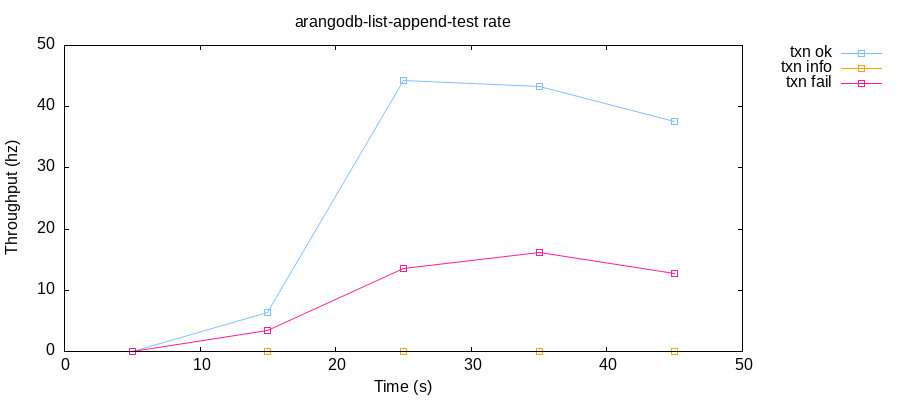 arangodb-list-append-test rate
txn ok
txn info
txn fail
Throughput (hz)
50
40
30
20
10
0
0 10 20 30 40 50
Time (s)